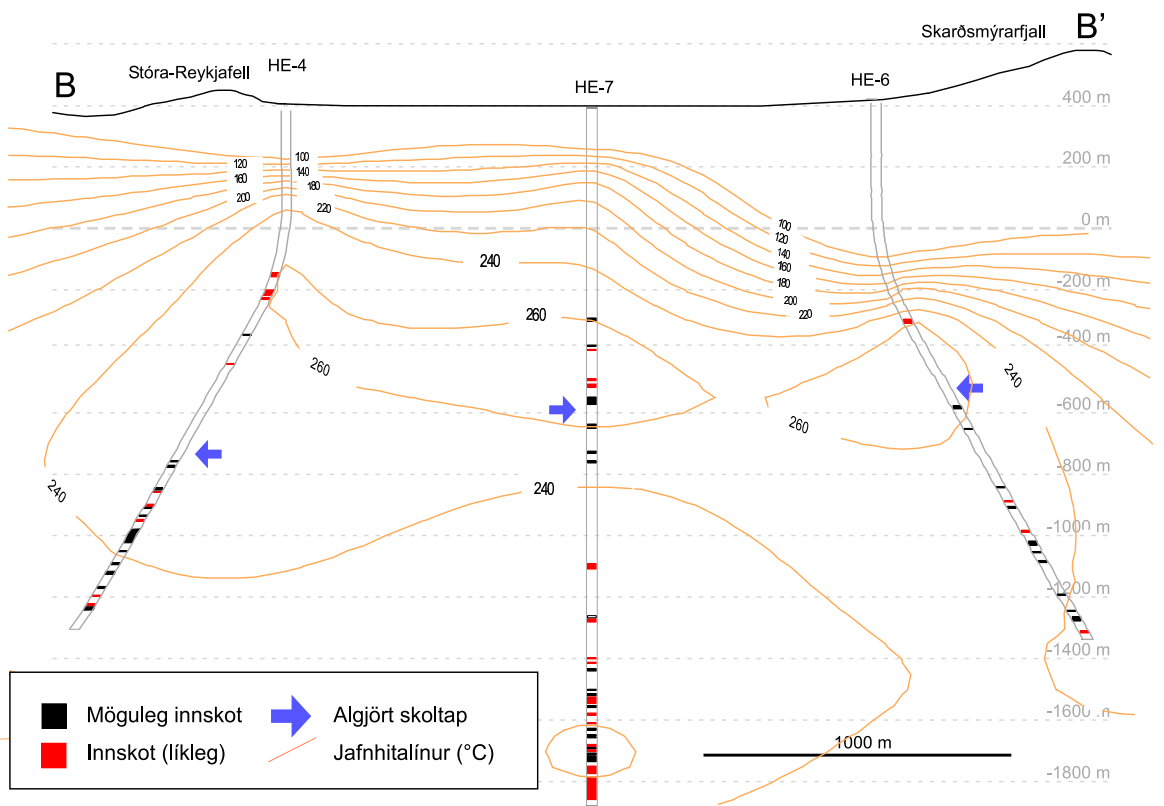 B
Stóra-Reykjafell
HE-4
HE-7
HE-6
Skarðsmýrarfjall
B'
400 m
200 m
0 m
-200 m
-400 m
-600 m
-800 m
-1000 m
-1200 m
-1400 m
-1600 m
-1800 m
120
160
200
100
140
180
220
240
260
260
240
240
100
120
140
160
180
200
220
240
260
Möguleg innskot
Algjört skoltap
Innskot (líkleg)
Jafnhitalínur (°C)
1000 m